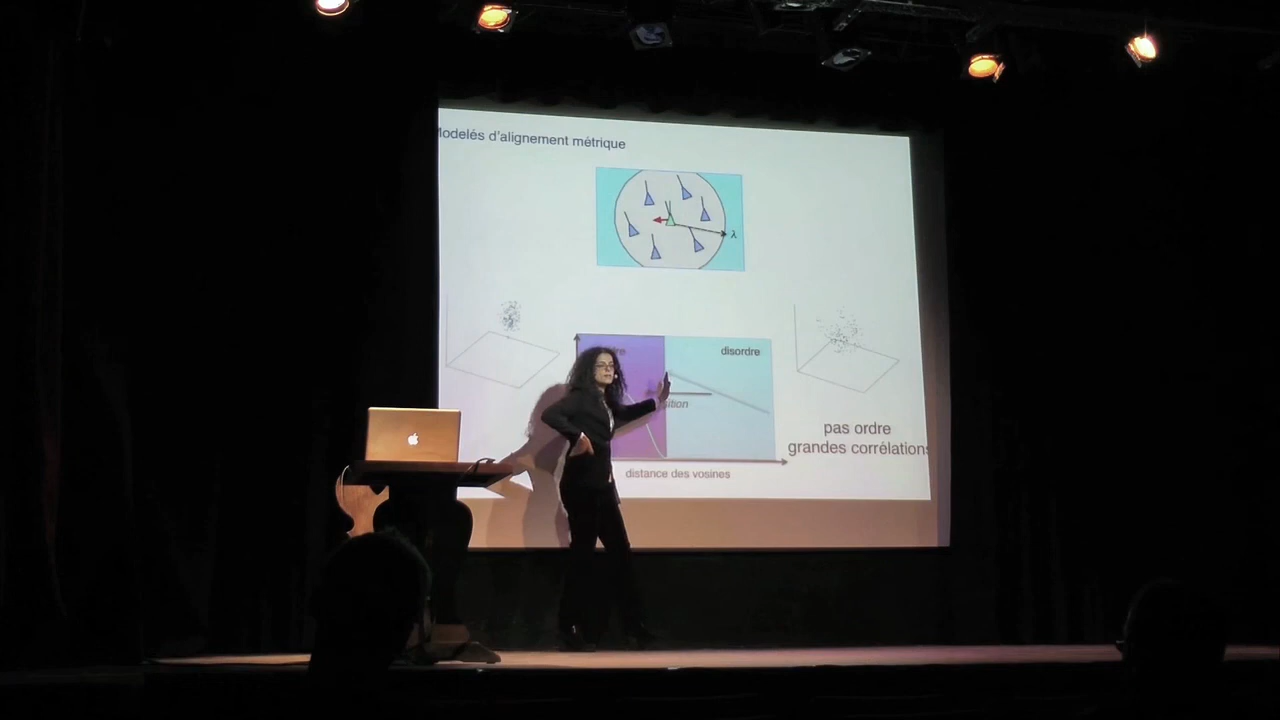 Modelés d'alignement métrique
λ
disordre
distance des vosines
pas ordre
grandes corrélations